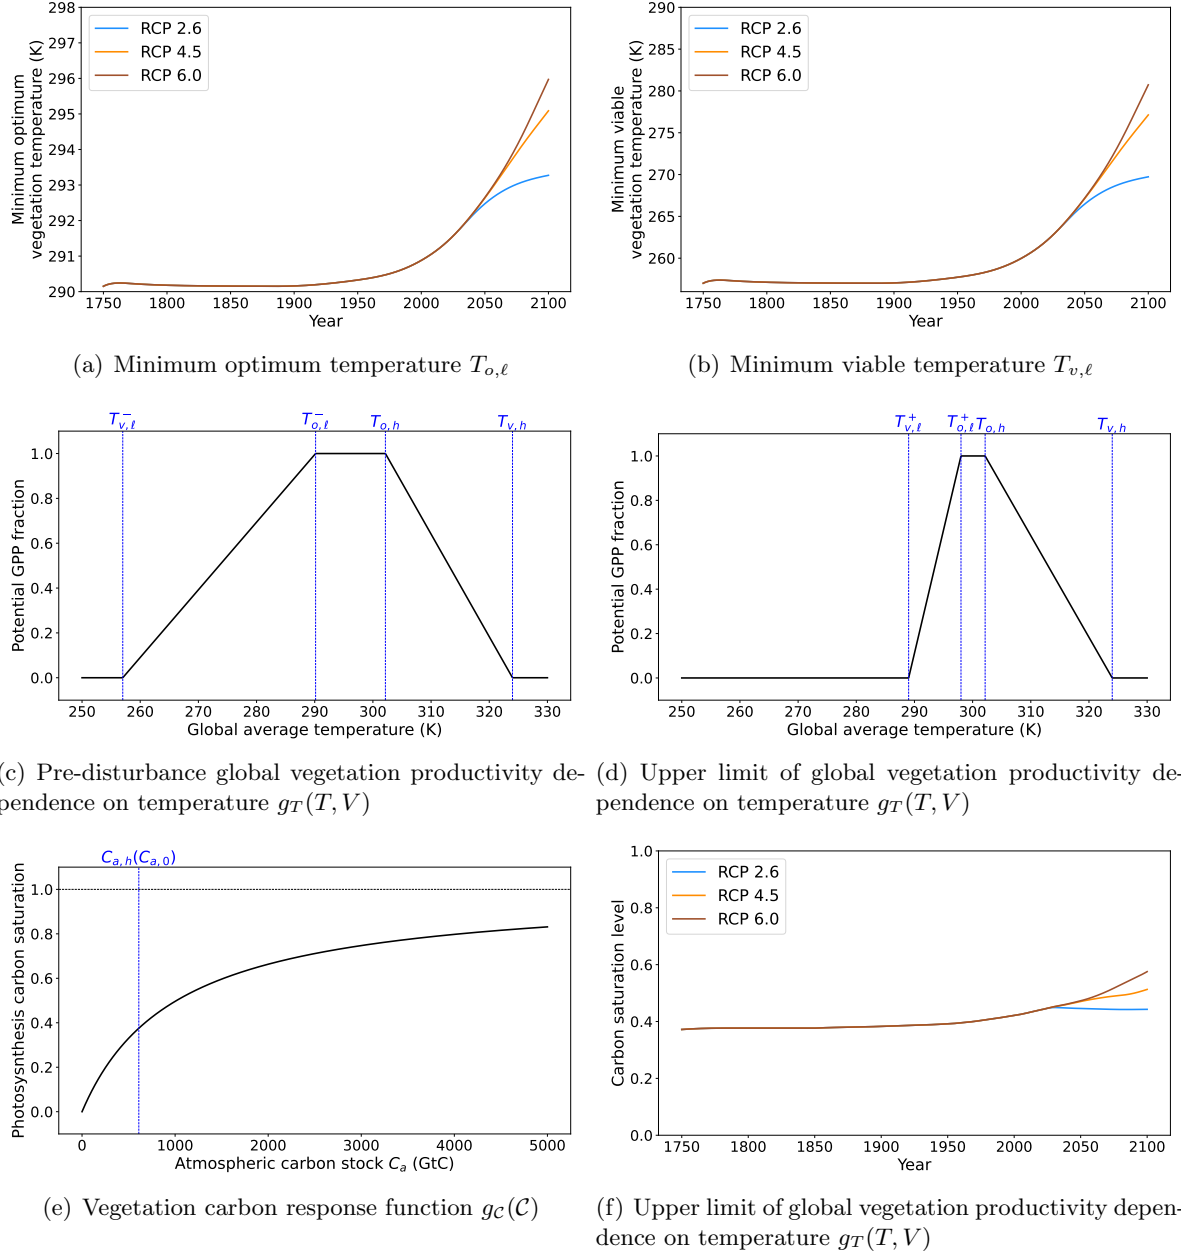 298
297
296
295
294
293
292
291
290
Minimum optimum
vegetation temperature (K)
RCP 2.6
RCP 4.5
RCP 6.0
1750 1800 1850 1900 1950 2000 2050 2100
Year
(a) Minimum optimum temperature T_{o,ℓ}
290
285
280
275
270
265
260
Minimum viable
vegetation temperature (K)
RCP 2.6
RCP 4.5
RCP 6.0
1750 1800 1850 1900 1950 2000 2050 2100
Year
(b) Minimum viable temperature T_{v,ℓ}
T_{v,ℓ}^− T_{o,ℓ}^− T_{o,h} T_{v,h}
1.0
0.8
0.6
0.4
0.2
0.0
Potential GPP fraction
250 260 270 280 290 300 310 320 330
Global average temperature (K)
(c) Pre-disturbance global vegetation productivity de-
pendence on temperature g_T(T, V)
T_{v,ℓ}^+ T_{o,ℓ}^+ T_{o,h} T_{v,h}
1.0
0.8
0.6
0.4
0.2
0.0
Potential GPP fraction
250 260 270 280 290 300 310 320 330
Global average temperature (K)
(d) Upper limit of global vegetation productivity de-
pendence on temperature g_T(T, V)
C_{a,h}(C_{a,0})
1.0
0.8
0.6
0.4
0.2
0.0
Photosysnthesis carbon saturation
0 1000 2000 3000 4000 5000
Atmospheric carbon stock C_a (GtC)
(e) Vegetation carbon response function g_𝒞(𝒞)
1.0
0.8
0.6
0.4
0.2
0.0
Carbon saturation level
RCP 2.6
RCP 4.5
RCP 6.0
1750 1800 1850 1900 1950 2000 2050 2100
Year
(f) Upper limit of global vegetation productivity depen-
dence on temperature g_T(T, V)